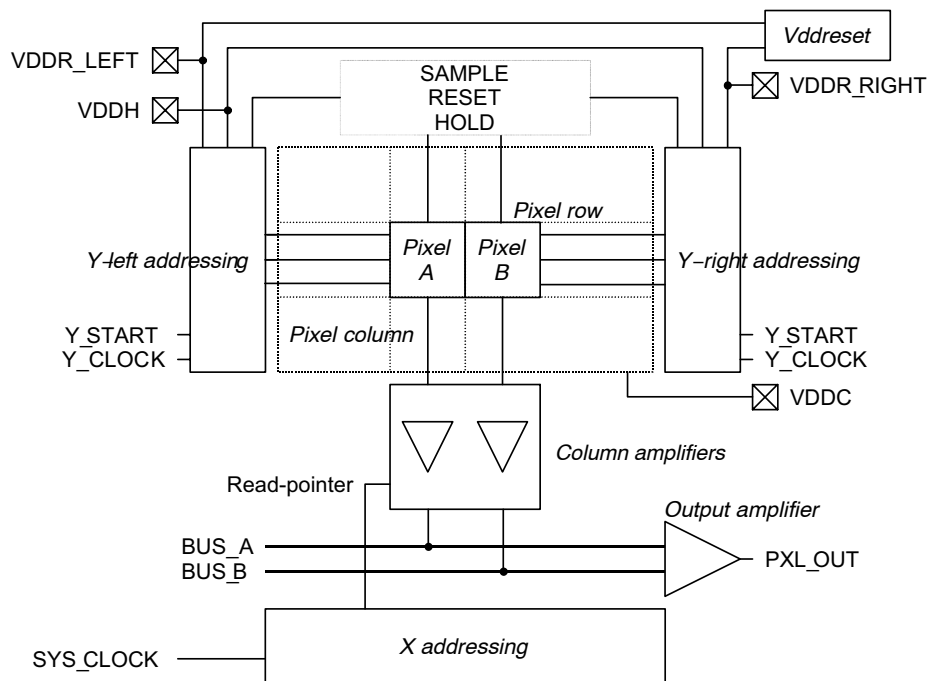 Vddreset
VDDR_LEFT
VDDR_RIGHT
VDDH
SAMPLE
RESET
HOLD
Pixel row
Pixel
A
Pixel
B
Y-left addressing
Y-right addressing
Pixel column
Y_START
Y_CLOCK
Y_START
Y_CLOCK
VDDC
Column amplifiers
Read-pointer
Output amplifier
BUS_A
BUS_B
PXL_OUT
X addressing
SYS_CLOCK